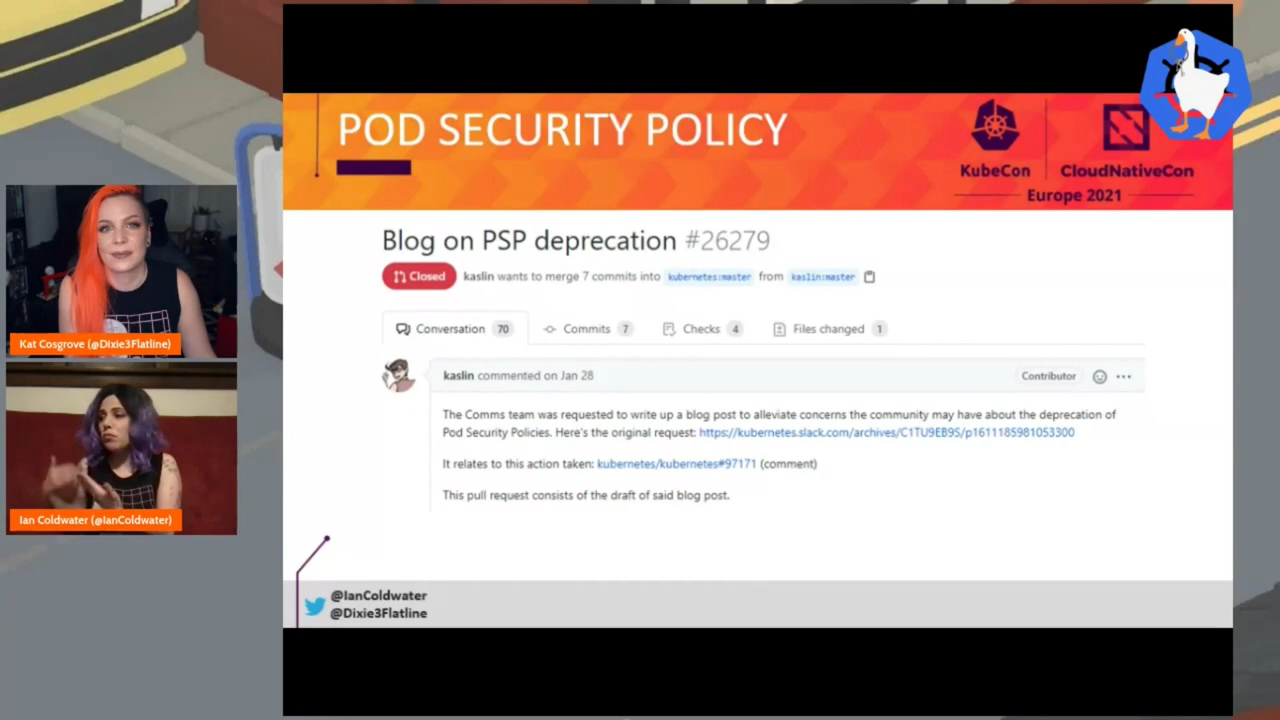 POD SECURITY POLICY
KubeCon
CloudNativeCon
Europe 2021
Blog on PSP deprecation #26279
Closed
kaslin wants to merge 7 commits into kubernetes:master from kaslin:master
Conversation 70
Commits 7
Checks 4
Files changed 1
kaslin commented on Jan 28
Contributor
The Comms team was requested to write up a blog post to alleviate concerns the community may have about the deprecation of
Pod Security Policies. Here's the original request: https://kubernetes.slack.com/archives/C1TU9EB9S/p1611185981053300
It relates to this action taken: kubernetes/kubernetes#97171 (comment)
This pull request consists of the draft of said blog post.
Kat Cosgrove (@Dixie3Flatline)
Ian Coldwater (@IanColdwater)
@IanColdwater
@Dixie3Flatline